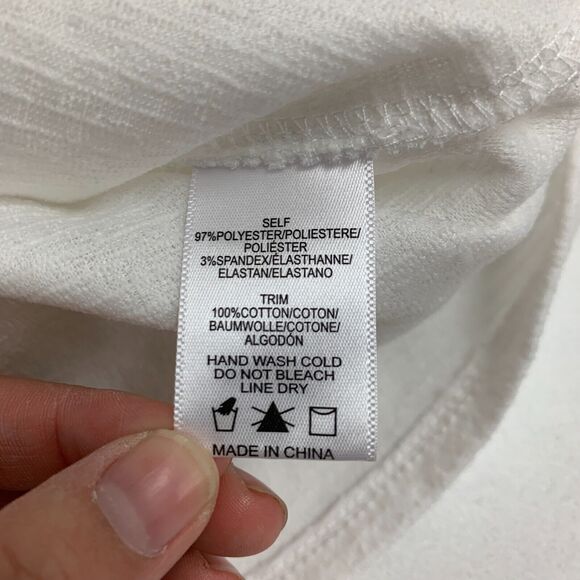 SELF
97%POLYESTER/POLIESTERE/
POLIÉSTER
3%SPANDEX/ÉLASTHANNE/
ELASTAN/ELASTANO
TRIM
100%COTTON/COTON/
BAUMWOLLE/COTONE/
ALGODÓN
HAND WASH COLD
DO NOT BLEACH
LINE DRY
MADE IN CHINA